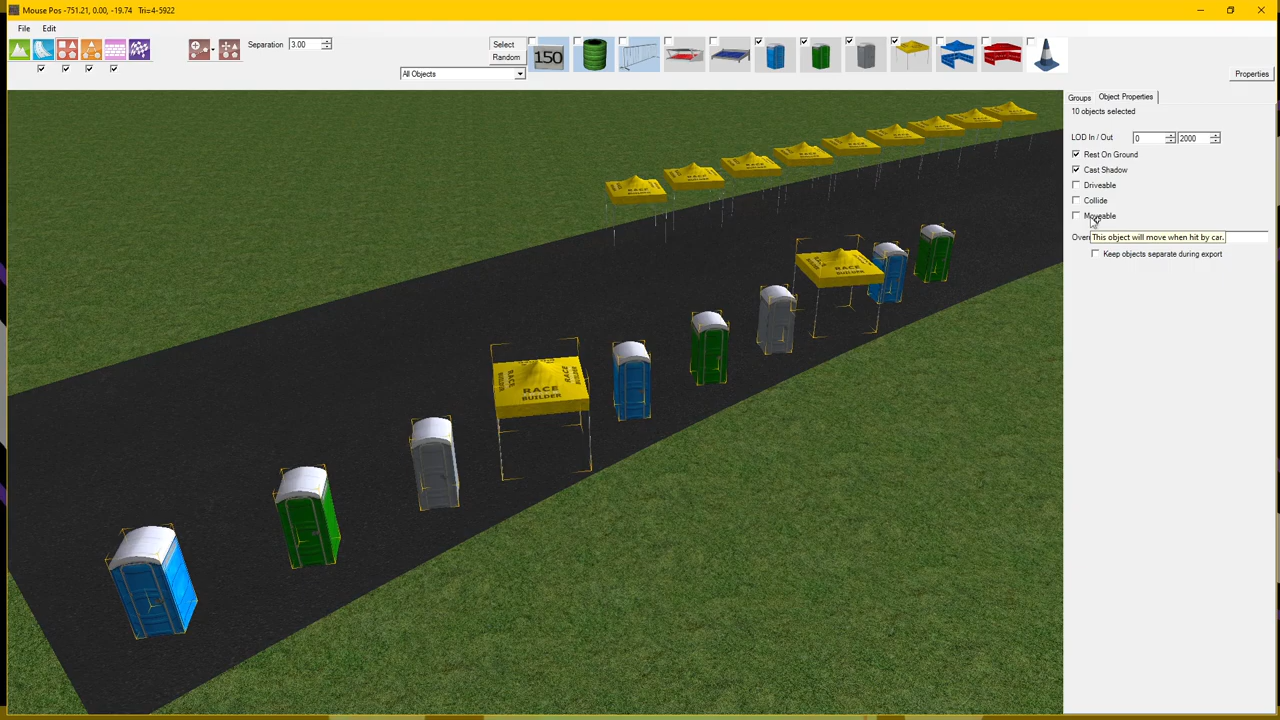 Mouse Pos -751.21, 0.00, -19.74 Tri=4-5922
File Edit
Separation 3.00
Select
Random
150
All Objects
Properties
Groups Object Properties
10 objects selected
LOD In / Out 0 2000
Rest On Ground
Cast Shadow
Driveable
Collide
Moveable
This object will move when hit by car.
Keep objects separate during export
RACE
BUILDER
RACE
BUILDER